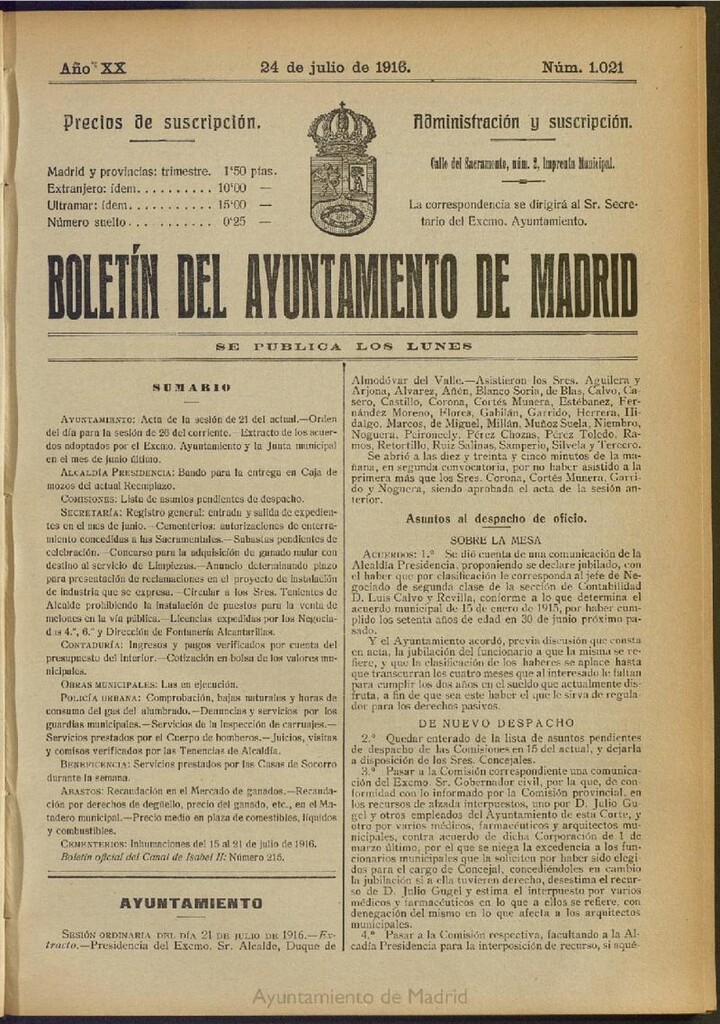 Año XX
24 de julio de 1916.
Núm. 1.021
Precios de suscripción.
Madrid y provincias: trimestre. 1'50 ptas.
Extranjero: ídem.......... 10'00 —
Ultramar: ídem.......... 15'00 —
Número suelto........... 0'25 —
Administración y suscripción.
Calle del Sacramento, núm. 2, Imprenta Municipal.
La correspondencia se dirigirá al Sr. Secre-
tario del Excmo. Ayuntamiento.
BOLETÍN DEL AYUNTAMIENTO DE MADRID
SE PUBLICA LOS LUNES
SUMARIO
AYUNTAMIENTO: Acta de la sesión de 21 del actual.—Orden
del día para la sesión de 26 del corriente.—Extracto de los acuer-
dos adoptados por el Excmo. Ayuntamiento y la Junta municipal
en el mes de junio último.
ALCALDÍA PRESIDENCIA: Bando para la entrega en Caja de
mozos del actual Reemplazo.
COMISIONES: Lista de asuntos pendientes de despacho.
SECRETARÍA: Registro general: entrada y salida de expedien-
tes en el mes de junio.—Cementerios: autorizaciones de enterra-
miento concedidas a las Sacramentales.—Subastas pendientes de
celebración.—Concurso para la adquisición de ganado mular con
destino al servicio de Limpiezas.—Anuncio determinando plazo
para presentación de reclamaciones en el proyecto de instalación
de industria que se expresa.—Circular a los Sres. Tenientes de
Alcalde prohibiendo la instalación de puestos para la venta de
melones en la vía pública.—Licencias expedidas por los Negocia-
dos 4.º, 6.º y Dirección de Fontanería Alcantarillas.
CONTADURÍA: Ingresos y pagos verificados por cuenta del
presupuesto del Interior.—Cotización en bolsa de los valores mu-
nicipales.
OBRAS MUNICIPALES: Las en ejecución.
POLICÍA URBANA: Comprobación, bajas naturales y horas de
consumo del gas del alumbrado.—Denuncias y servicios por los
guardias municipales.—Servicios de la Inspección de carruajes.—
Servicios prestados por el Cuerpo de bomberos.—Juicios, visitas
y comisos verificados por las Tenencias de Alcaldía.
BENEFICENCIA: Servicios prestados por las Casas de Socorro
durante la semana.
ABASTOS: Recaudación en el Mercado de ganados.—Recauda-
ción por derechos de degüello, precio del ganado, etc., en el Ma-
tadero municipal.—Precio medio en plaza de comestibles, líquidos
y combustibles.
CEMENTERIOS: Inhumaciones del 15 al 21 de julio de 1916.
Boletín oficial del Canal de Isabel II: Número 215.
AYUNTAMIENTO
SESIÓN ORDINARIA DEL DÍA 21 DE JULIO DE 1916.—Ex-
tracto.—Presidencia del Excmo. Sr. Alcalde, Duque de
Almodóvar del Valle.—Asistieron los Sres. Aguilera y
Arjona, Alvarez, Añón, Blanco Soria, de Blas, Calvo, Ca-
sero, Castillo, Corona, Cortés Munera, Estébanez, Fer-
nández Moreno, Flores, Gabilán, Garrido, Herrera, Hi-
dalgo, Marcos, de Miguel, Millán, Muñoz Suela, Niembro,
Noguera, Peironcely, Pérez Chozas, Pérez Toledo, Ra-
mos, Retortillo, Ruiz Salinas, Samperio, Silvela y Tercero.
Se abrió a las diez y treinta y cinco minutos de la ma-
ñana, en segunda convocatoria, por no haber asistido a la
primera más que los Sres. Corona, Cortés Munera, Garri-
do y Noguera, siendo aprobada el acta de la sesión an-
terior.
Asuntos al despacho de oficio.
SOBRE LA MESA
ACUERDOS: 1.º Se dió cuenta de una comunicación de la
Alcaldía Presidencia, proponiendo se declare jubilado, con
el haber que por clasificación le corresponda al jefe de Ne-
gociado de segunda clase de la sección de Contabilidad
D. Luis Calvo y Revilla, conforme a lo que determina el
acuerdo municipal de 15 de enero de 1915, por haber cum-
plido los setenta años de edad en 30 de junio próximo pa-
sado.
Y el Ayuntamiento acordó, previa discusión que consta
en acta, la jubilación del funcionario a que la misma se re-
fiere, y que la clasificación de los haberes se aplace hasta
que transcurran los cuatro meses que al interesado le faltan
para cumplir los dos años en el sueldo que actualmente dis-
fruta, a fin de que sea este haber el que le sirva de regula-
dor para los derechos pasivos.
DE NUEVO DESPACHO
2.º Quedar enterado de la lista de asuntos pendientes
de despacho de las Comisiones en 15 del actual, y dejarla
a disposición de los Sres. Concejales.
3.º Pasar a la Comisión correspondiente una comunica-
ción del Excmo. Sr. Gobernador civil, por la que, de con-
formidad con lo informado por la Comisión provincial, en
los recursos de alzada interpuestos, uno por D. Julio Gu-
gel y otros empleados del Ayuntamiento de esta Corte, y
otro por varios médicos, farmacéuticos y arquitectos mu-
nicipales, contra acuerdo de dicha Corporación de 1 de
marzo último, por el que se niega la excedencia a los fun-
cionarios municipales que la soliciten por haber sido elegi-
dos para el cargo de Concejal, concediéndoles en cambio
la jubilación si a ella tuvieren derecho, desestima el recur-
so de D. Julio Gugel y estima el interpuesto por varios
médicos y farmacéuticos en lo que a ellos se refiere, con
denegación del mismo en lo que afecta a los arquitectos
municipales.
4.º Pasar a la Comisión respectiva, facultando a la Al-
caldía Presidencia para la interposición de recurso, si aqué-
Ayuntamiento de Madrid